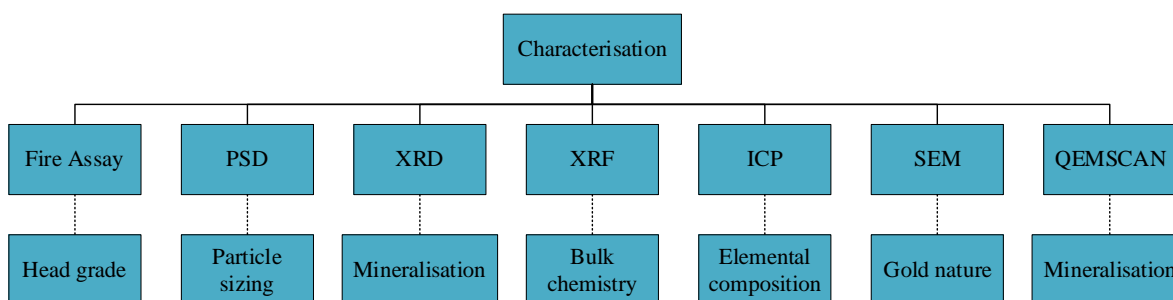 Characterisation
Fire Assay
PSD
XRD
XRF
ICP
SEM
QEMSCAN
Head grade
Particle
sizing
Mineralisation
Bulk
chemistry
Elemental
composition
Gold nature
Mineralisation